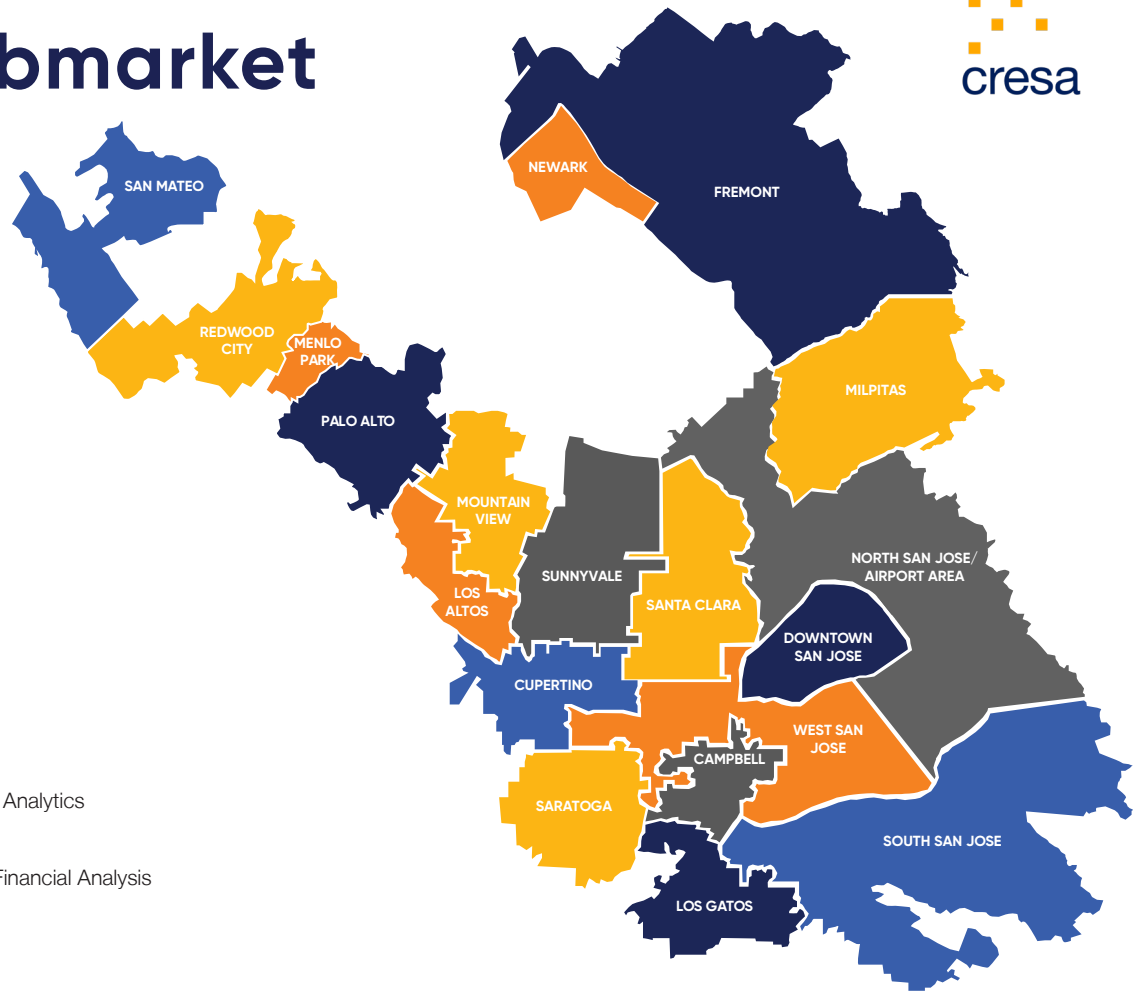 bmarket
cresa
SAN MATEO
NEWARK
FREMONT
REDWOOD
CITY
MENLO
PARK
MILPITAS
PALO ALTO
MOUNTAIN
VIEW
NORTH SAN JOSE/
AIRPORT AREA
SUNNYVALE
LOS
ALTOS
SANTA CLARA
DOWNTOWN
SAN JOSE
CUPERTINO
WEST SAN
JOSE
CAMPBELL
SARATOGA
Analytics
SOUTH SAN JOSE
Financial Analysis
LOS GATOS